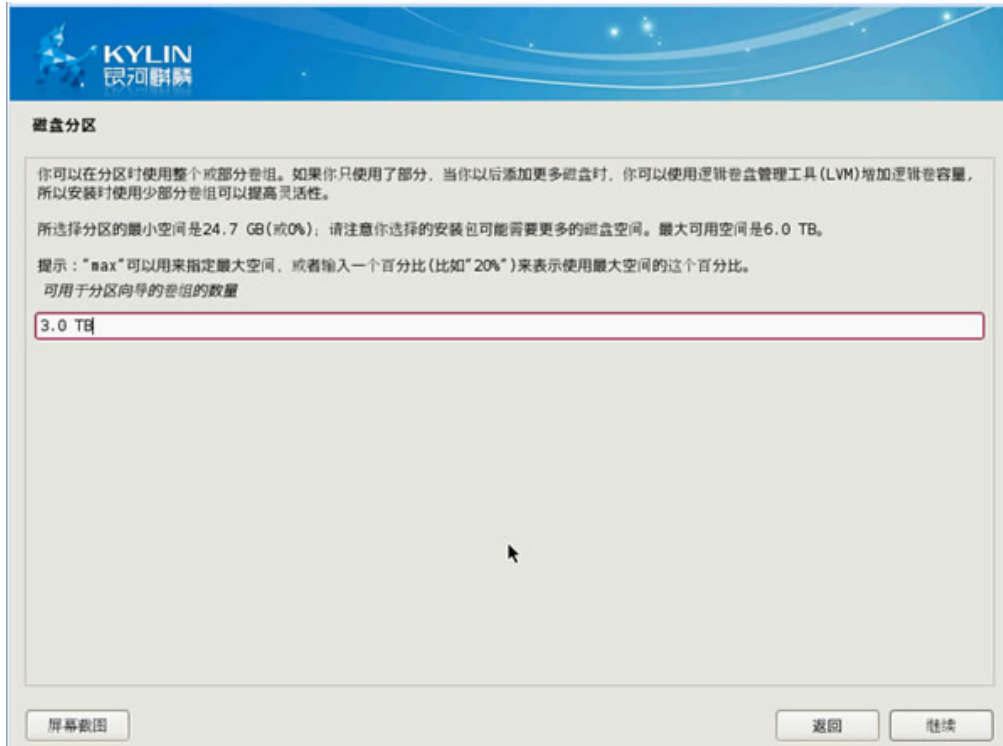 KYLIN
银河麒麟
磁盘分区
你可以在分区时使用整个或部分卷组。如果你只使用了部分，当你以后添加更多磁盘时，你可以使用逻辑卷盘管理工具(LVM)增加逻辑卷容量，
所以安装时使用少部分卷组可以提高灵活性。
所选择分区的最小空间是24.7 GB(或0%)；请注意你选择的安装包可能需要更多的磁盘空间。最大可用空间是6.0 TB。
提示："max"可以用来指定最大空间，或者输入一个百分比(比如"20%")来表示使用最大空间的这个百分比。
可用于分区向导的卷组的数量
3.0 TB
屏幕截图
返回
继续